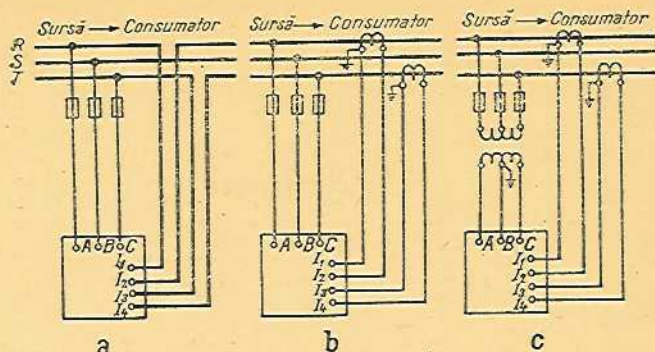 Sursă → Consumator
Sursă → Consumator
Sursă → Consumator
R
S
T
A B C
I1
I2
I3
I4
A B C
I1
I2
I3
I4
A B C
I1
I2
I3
I4
a
b
c